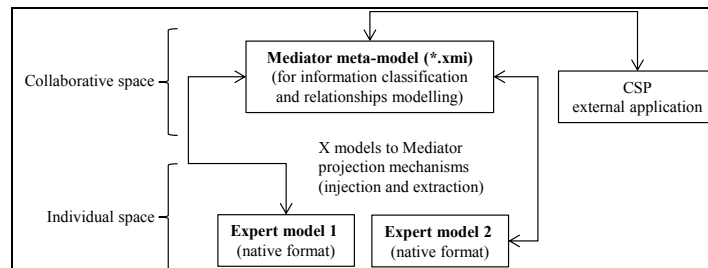 Collaborative space
Mediator meta-model (*.xmi)
(for information classification
and relationships modelling)
CSP
external application
X models to Mediator
projection mechanisms
(injection and extraction)
Individual space
Expert model 1
(native format)
Expert model 2
(native format)